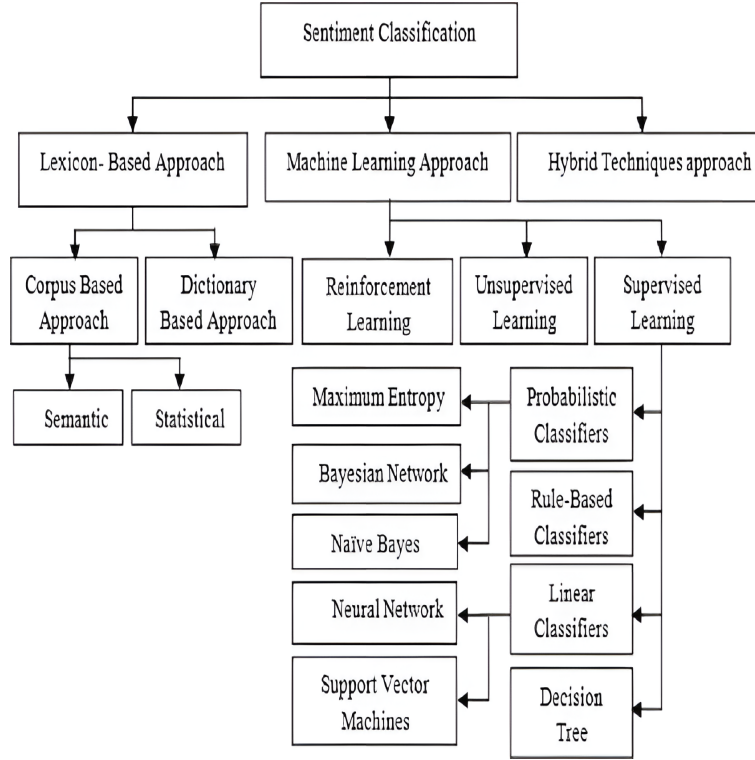 Sentiment Classification
Lexicon- Based Approach
Machine Learning Approach
Hybrid Techniques approach
Corpus Based
Approach
Dictionary
Based Approach
Reinforcement
Learning
Unsupervised
Learning
Supervised
Learning
Semantic
Statistical
Maximum Entropy
Probabilistic
Classifiers
Bayesian Network
Rule-Based
Classifiers
Naïve Bayes
Neural Network
Linear
Classifiers
Support Vector
Machines
Decision
Tree